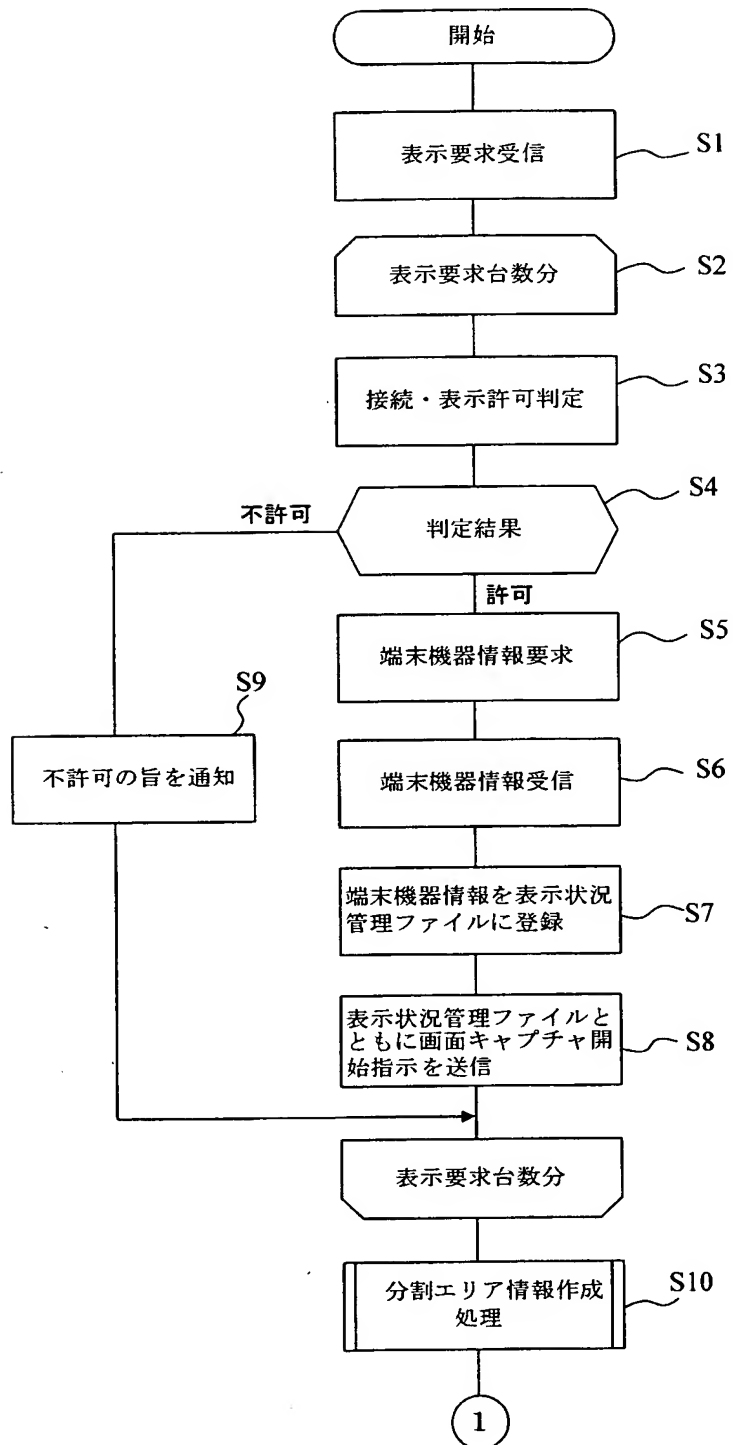 開始
表示要求受信
S1
表示要求台数分
S2
接続・表示許可判定
S3
判定結果
S4
不許可
許可
端末機器情報要求
S5
不許可の旨を通知
S9
端末機器情報受信
S6
端末機器情報を表示状況
管理ファイルに登録
S7
表示状況管理ファイルと
ともに画面キャプチャ開
始指示を送信
S8
表示要求台数分
分割エリア情報作成
処理
S10
1